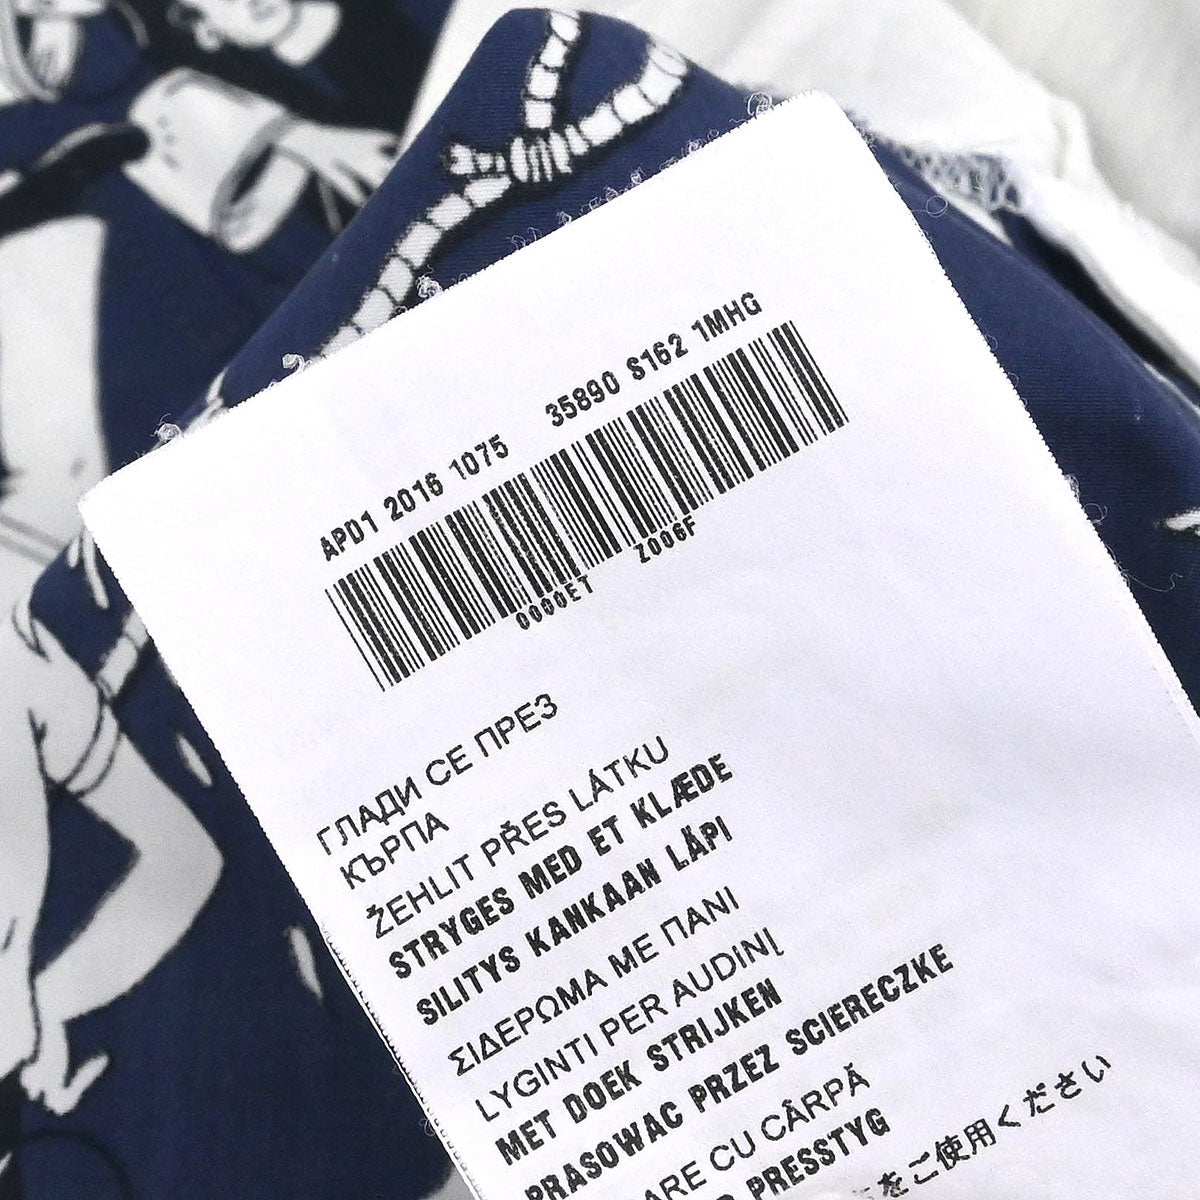 APD1 2016 1075 35890 S162 1MHG
0000ET Z006F
ГЛАДИ СЕ ПРЕЗ
КЪРПА
ŽEHLIT PŘES LÁTKU
STRYGES MED ET KLÆDE
SILITYS KANKAAN LÄPI
ΣΙΔΕΡΩΜΑ ΜΕ ΠΑΝΙ
LYGINTI PER AUDINĮ
MET DOEK STRIJKEN
PRASOWAC PRZEZ SCIERECZKE
CU CÂRPĂ
PRESSTYG
をご使用ください